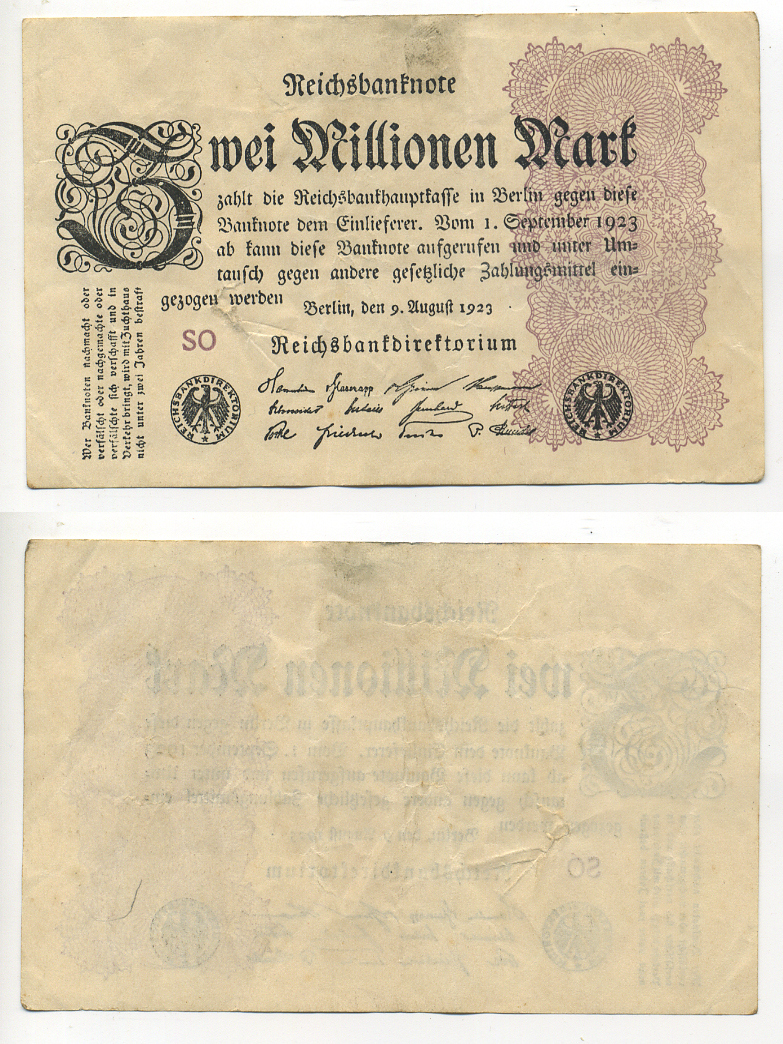 Reichsbanknote
Zwei Millionen Mark
zahlt die Reichsbankhauptkasse in Berlin gegen diese
Banknote dem Einlieferer. Vom 1. September 1923
ab kann diese Banknote aufgerufen und unter Um-
tausch gegen andere gesetzliche Zahlungsmittel ein-
gezogen werden
Berlin, den 9. August 1923
SO
Reichsbankdirektorium
REICHSBANKDIREKTORIUM
REICHSBANKDIREKTORIUM
Wer Banknoten nachmacht oder
verfälscht oder nachgemachte oder
verfälschte sich verschafft und in
Verkehr bringt, wird mit Zuchthaus
nicht unter zwei Jahren bestraft